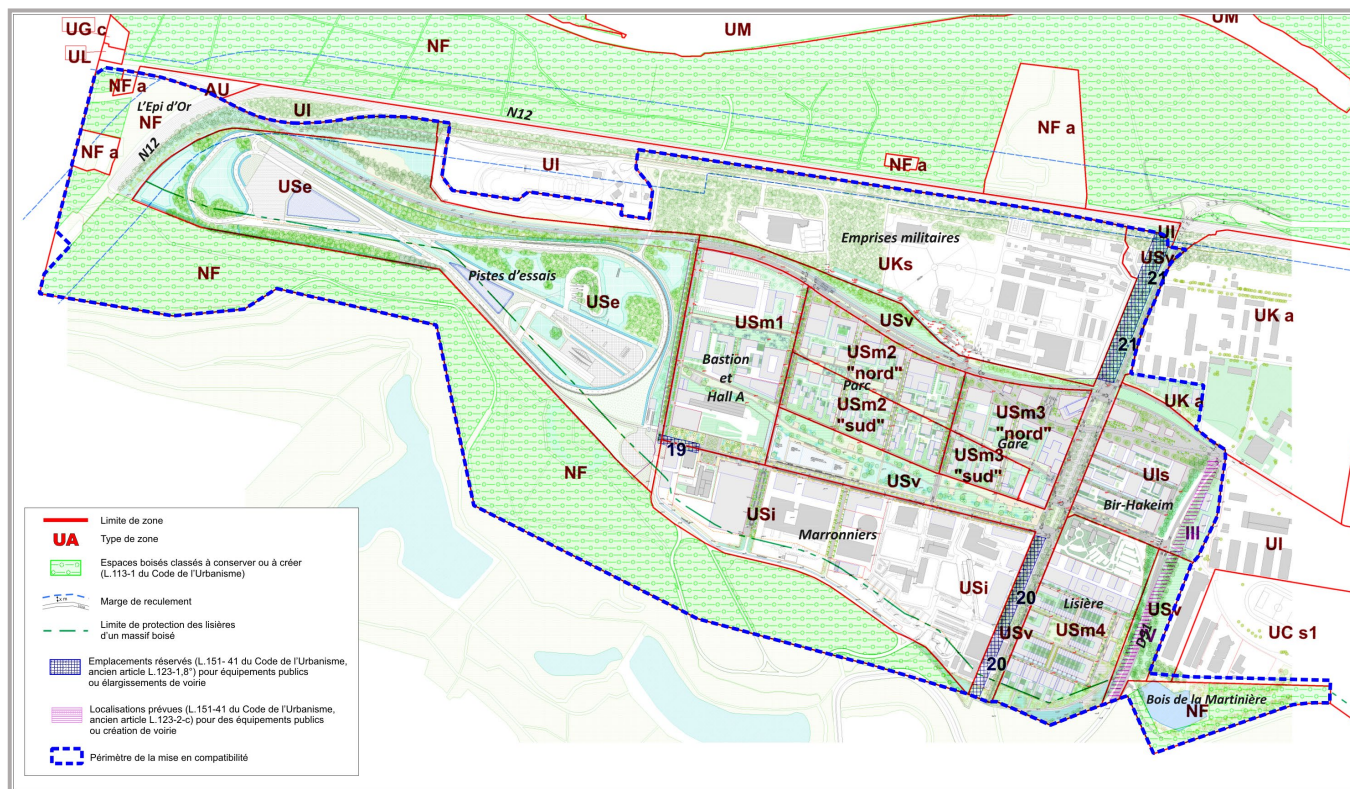 UG c
UL
NF
UM
UM
NF a
AU
L'Epi d'Or
NF
UI
N12
NF a
N12
NF a
UI
NF a
USe
Emprises militaires
UKs
UI
USv
21
NF
Pistes d'essais
USe
USm1
USv
UK a
21
Bastion
et
Hall A
USm2
"nord"
Parc
USm2
"sud"
UK a
USm3
"nord"
Gare
USm3
"sud"
19
NF
USv
UIs
Bir-Hakeim
USi
Marronniers
III
UI
USi
20
Lisière
USv
USv
USm4
V
D91
UC s1
20
Bois de la Martinière
NF
Limite de zone
UA
Type de zone
Espaces boisés classés à conserver ou à créer
(L.113-1 du Code de l'Urbanisme)
Marge de reculement
Limite de protection des lisières
d'un massif boisé
Emplacements réservés (L.151- 41 du Code de l'Urbanisme,
ancien article L.123-1,8°) pour équipements publics
ou élargissements de voirie
Localisations prévues (L.151-41 du Code de l'Urbanisme,
ancien article L.123-2-c) pour des équipements publics
ou création de voirie
Périmètre de la mise en compatibilité